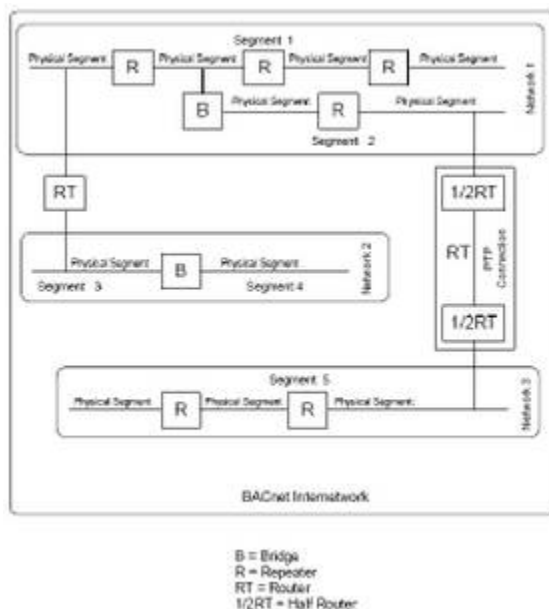 Segment 1
Physical Segment R Physical Segment R Physical Segment R Physical Segment
B Physical Segment R Physical Segment
Segment 2
Network 1
RT
1/2RT
RT
PTP Connection
1/2RT
Physical Segment B Physical Segment
Segment 3 Segment 4
Network 2
Segment 5
Physical Segment R Physical Segment R Physical Segment
Network 3
BACnet Internetwork
B = Bridge
R = Repeater
RT = Router
1/2RT = Half Router